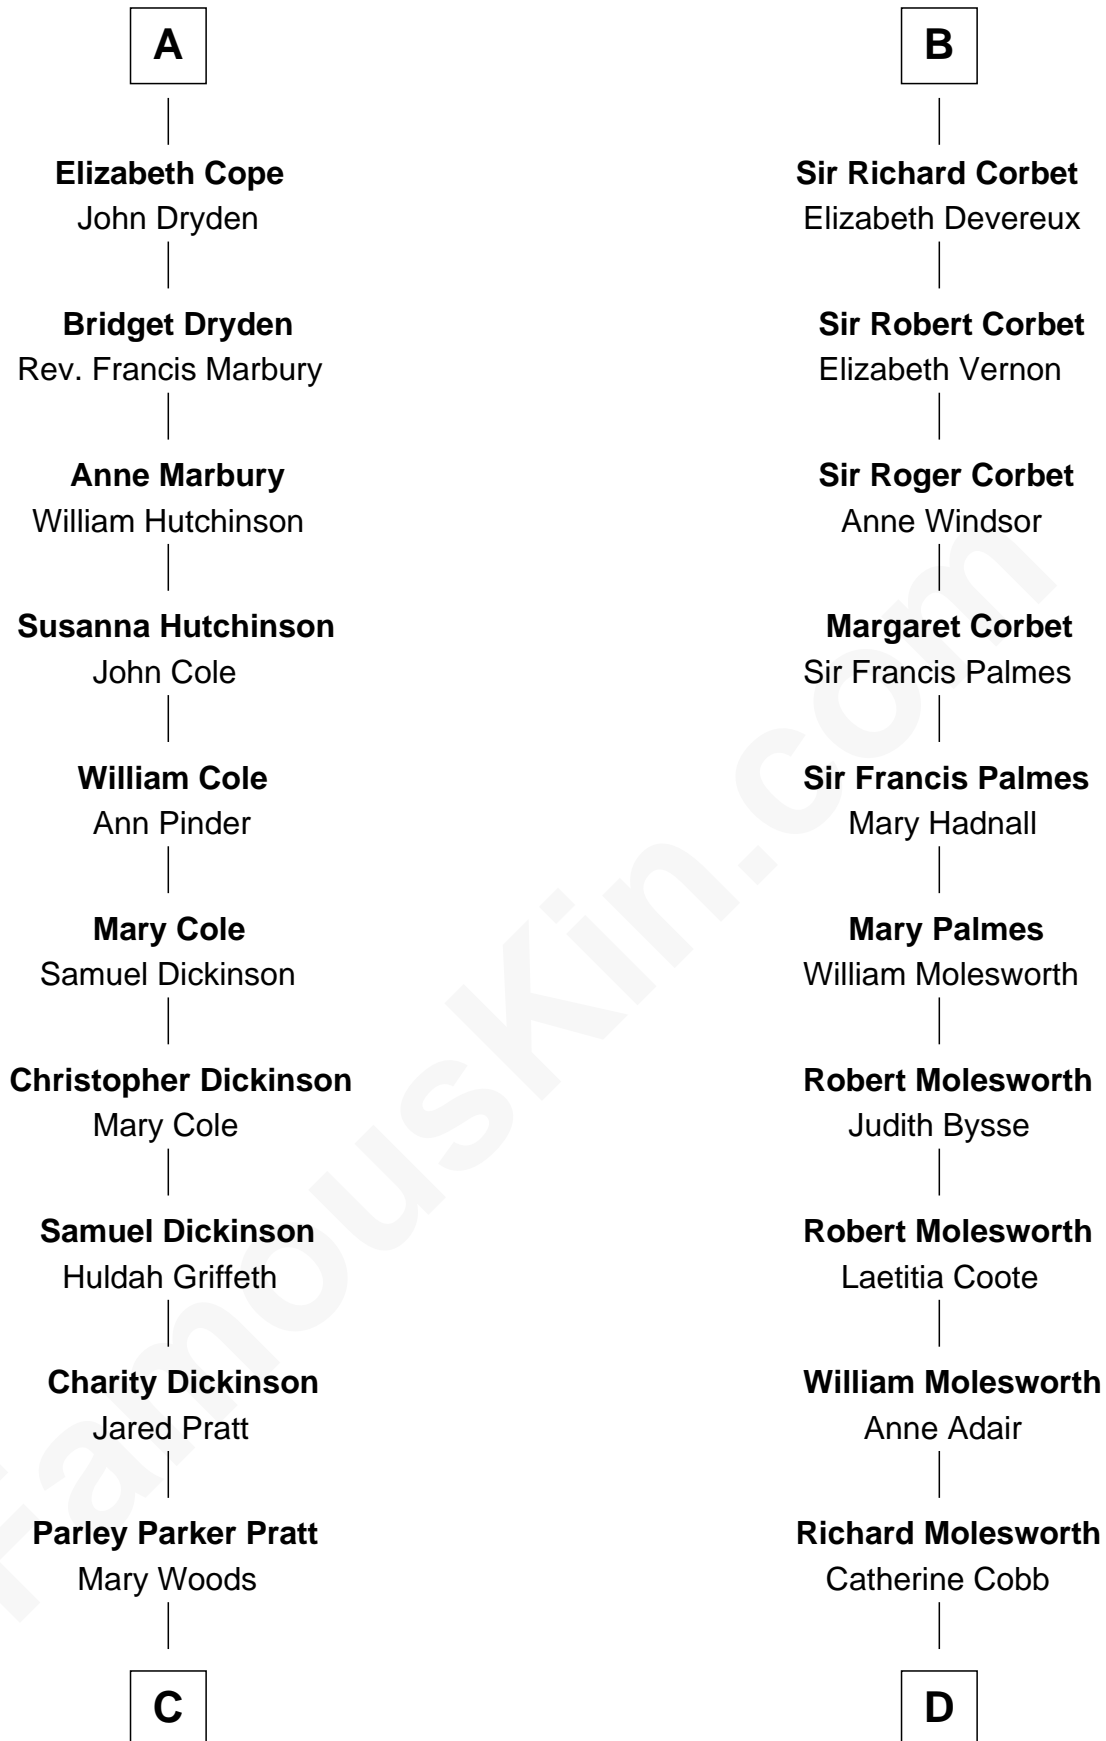 A
Elizabeth Cope
John Dryden
Bridget Dryden
Rev. Francis Marbury
Anne Marbury
William Hutchinson
Susanna Hutchinson
John Cole
William Cole
Ann Pinder
Mary Cole
Samuel Dickinson
Christopher Dickinson
Mary Cole
Samuel Dickinson
Huldah Griffeth
Charity Dickinson
Jared Pratt
Parley Parker Pratt
Mary Woods
C
B
Sir Richard Corbet
Elizabeth Devereux
Sir Robert Corbet
Elizabeth Vernon
Sir Roger Corbet
Anne Windsor
Margaret Corbet
Sir Francis Palmes
Sir Francis Palmes
Mary Hadnall
Mary Palmes
William Molesworth
Robert Molesworth
Judith Bysse
Robert Molesworth
Laetitia Coote
William Molesworth
Anne Adair
Richard Molesworth
Catherine Cobb
D
FamousKin.com